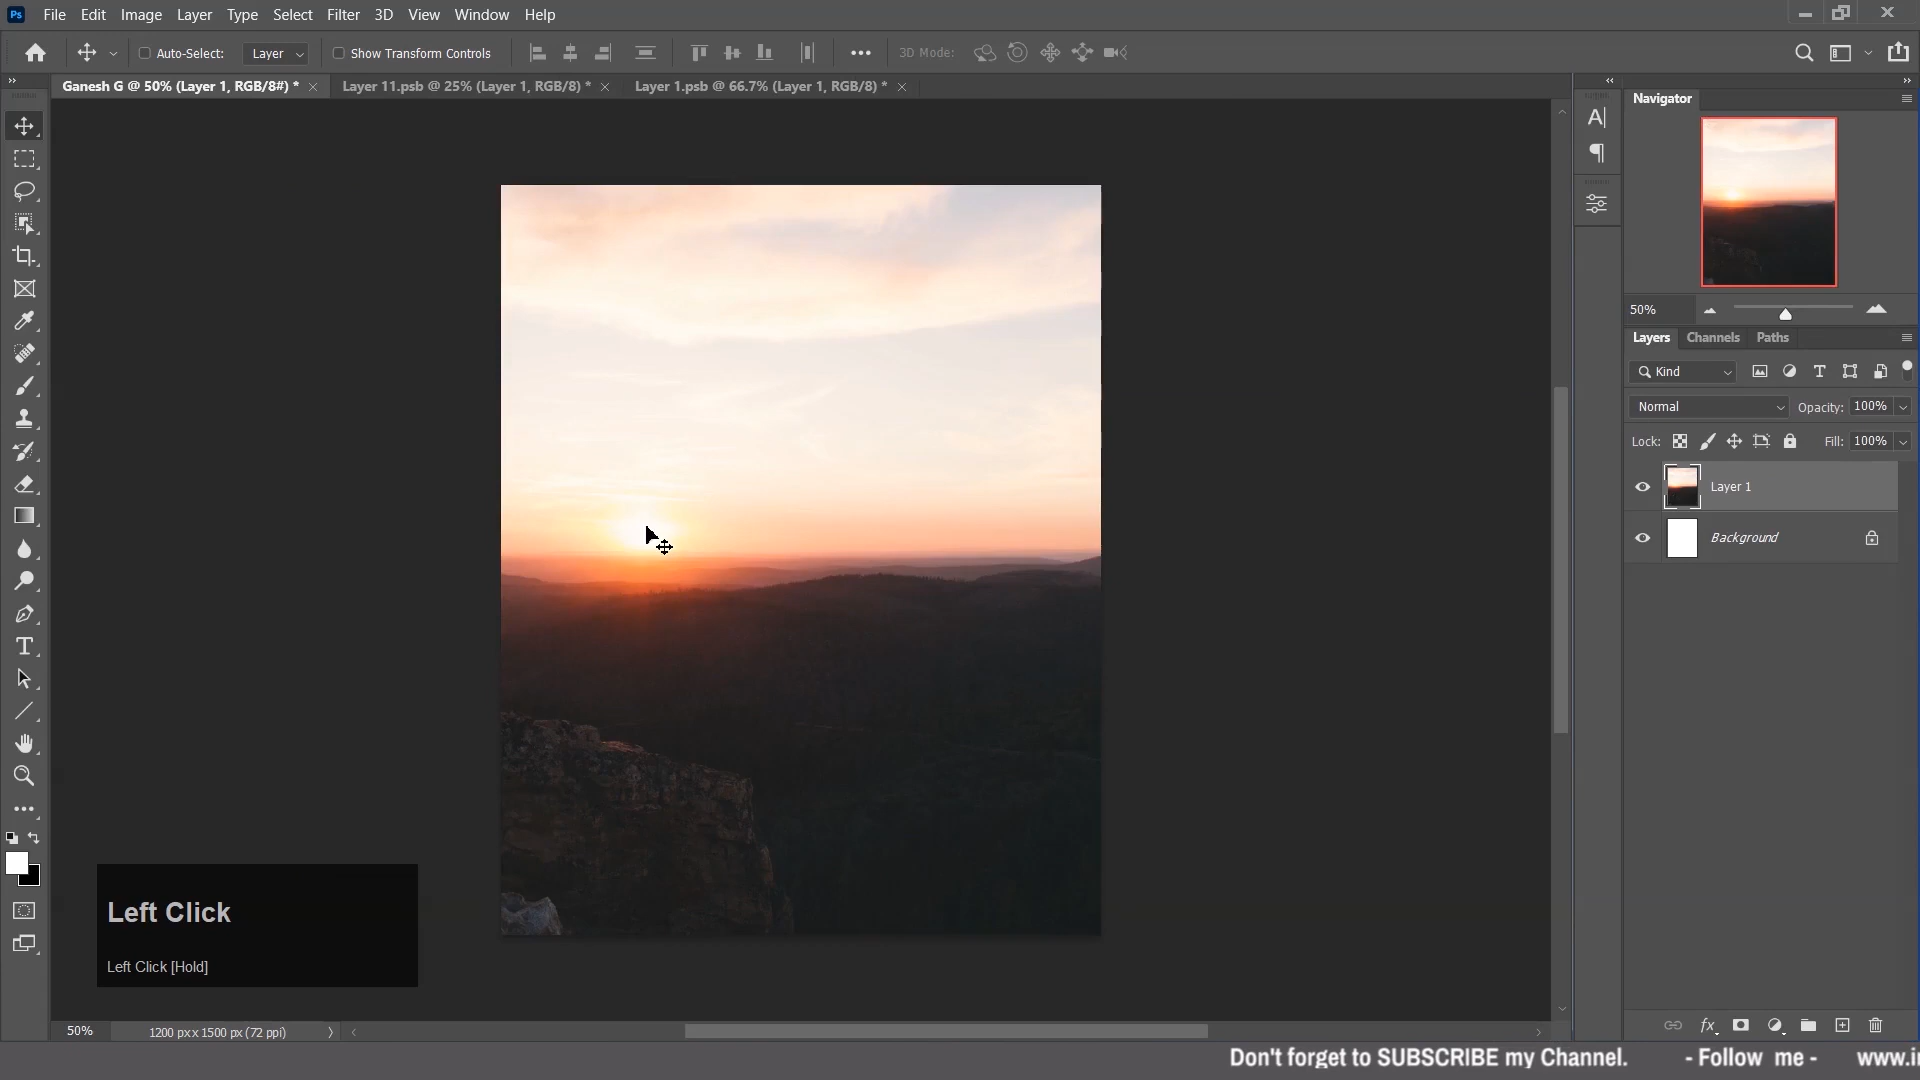 Ps File Edit Image Layer Type Select Filter 3D View Window Help
Auto-Select: Layer Show Transform Controls 3D Mode:
Ganesh G @ 50% (Layer 1, RGB/8#) * Layer 11.psb @ 25% (Layer 1, RGB/8) * Layer 1.psb @ 66.7% (Layer 1, RGB/8) *
Navigator
50%
Layers Channels Paths
Kind
Normal Opacity: 100%
Lock: Fill: 100%
Layer 1
Background
Left Click
Left Click [Hold]
50% 1200 px x 1500 px (72 ppi)
Don't forget to SUBSCRIBE my Channel. - Follow me - www.i